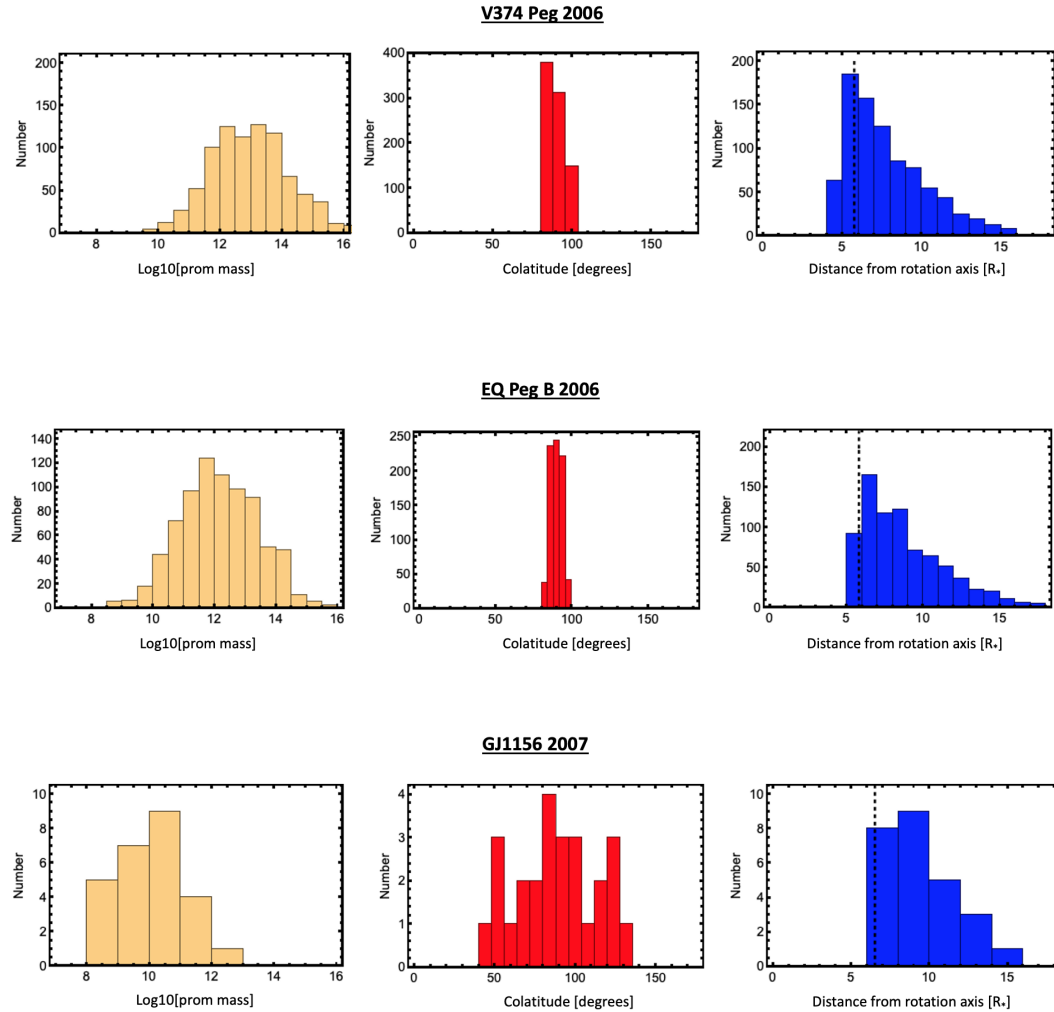 V374 Peg 2006
200
150
100
50
0
Number
8 10 12 14 16
Log10[prom mass]
400
300
200
100
0
Number
0 50 100 150
Colatitude [degrees]
200
150
100
50
0
Number
0 5 10 15
Distance from rotation axis [R*]
EQ Peg B 2006
140
120
100
80
60
40
20
0
Number
8 10 12 14 16
Log10[prom mass]
250
200
150
100
50
0
Number
0 50 100 150
Colatitude [degrees]
200
150
100
50
0
Number
0 5 10 15
Distance from rotation axis [R*]
GJ1156 2007
10
8
6
4
2
0
Number
8 10 12 14 16
Log10[prom mass]
4
3
2
1
0
Number
0 50 100 150
Colatitude [degrees]
10
8
6
4
2
0
Number
0 5 10 15
Distance from rotation axis [R*]